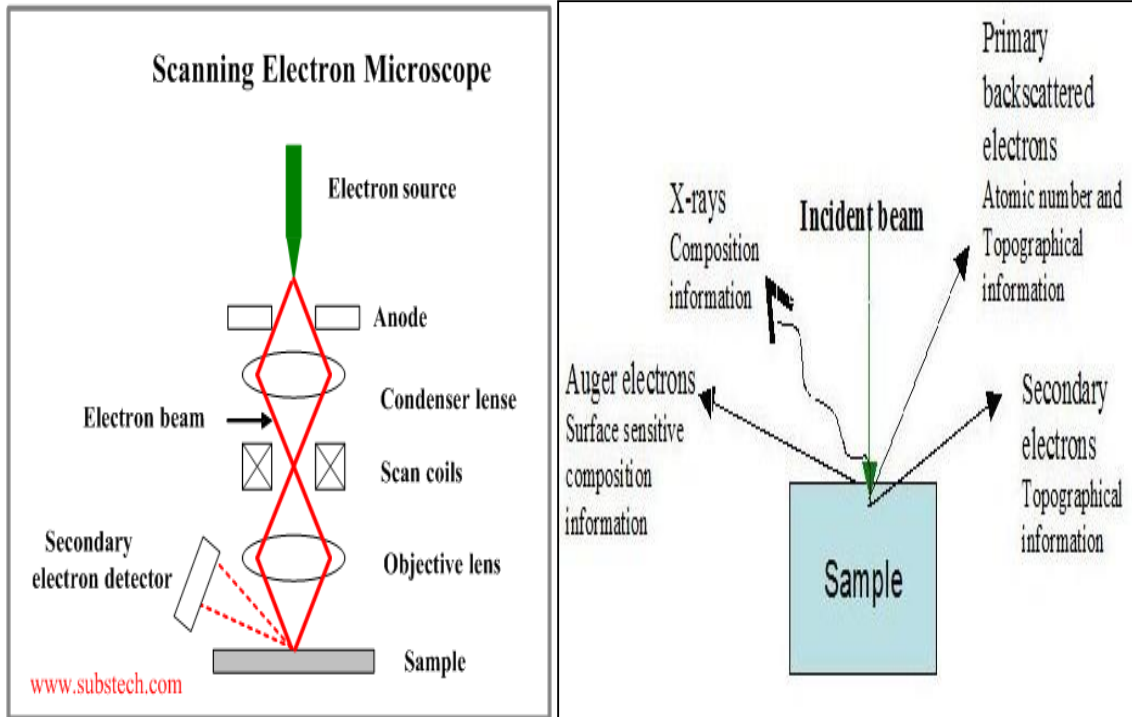 Scanning Electron Microscope
Electron source
Anode
Condenser lense
Electron beam
Scan coils
Secondary
electron detector
Objective lens
Sample
www.substech.com
Primary
backscattered
electrons
Atomic number and
Topographical
information
X-rays
Composition
information
Incident beam
Auger electrons
Surface sensitive
composition
information
Secondary
electrons
Topographical
information
Sample